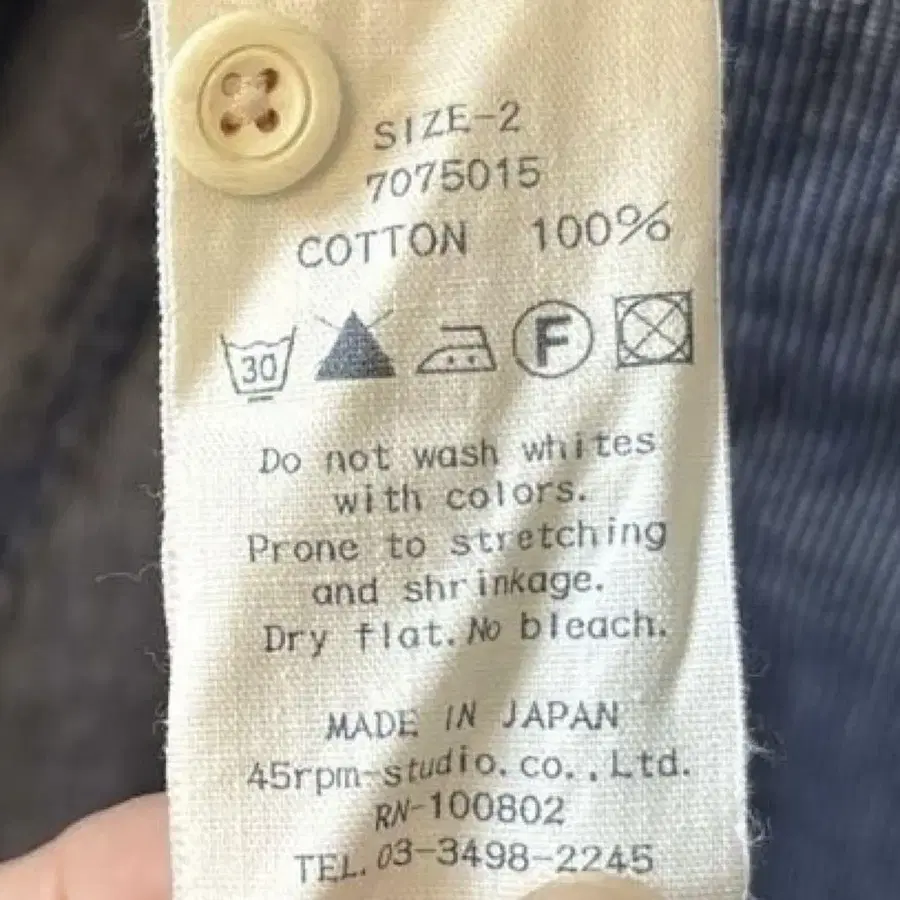 SIZE-2
7075015
COTTON 100%
30 F
Do not wash whites
with colors.
Prone to stretching
and shrinkage.
Dry flat. No bleach.
MADE IN JAPAN
45rpm-studio.co.,Ltd.
RN-100802
TEL.03-3498-2245